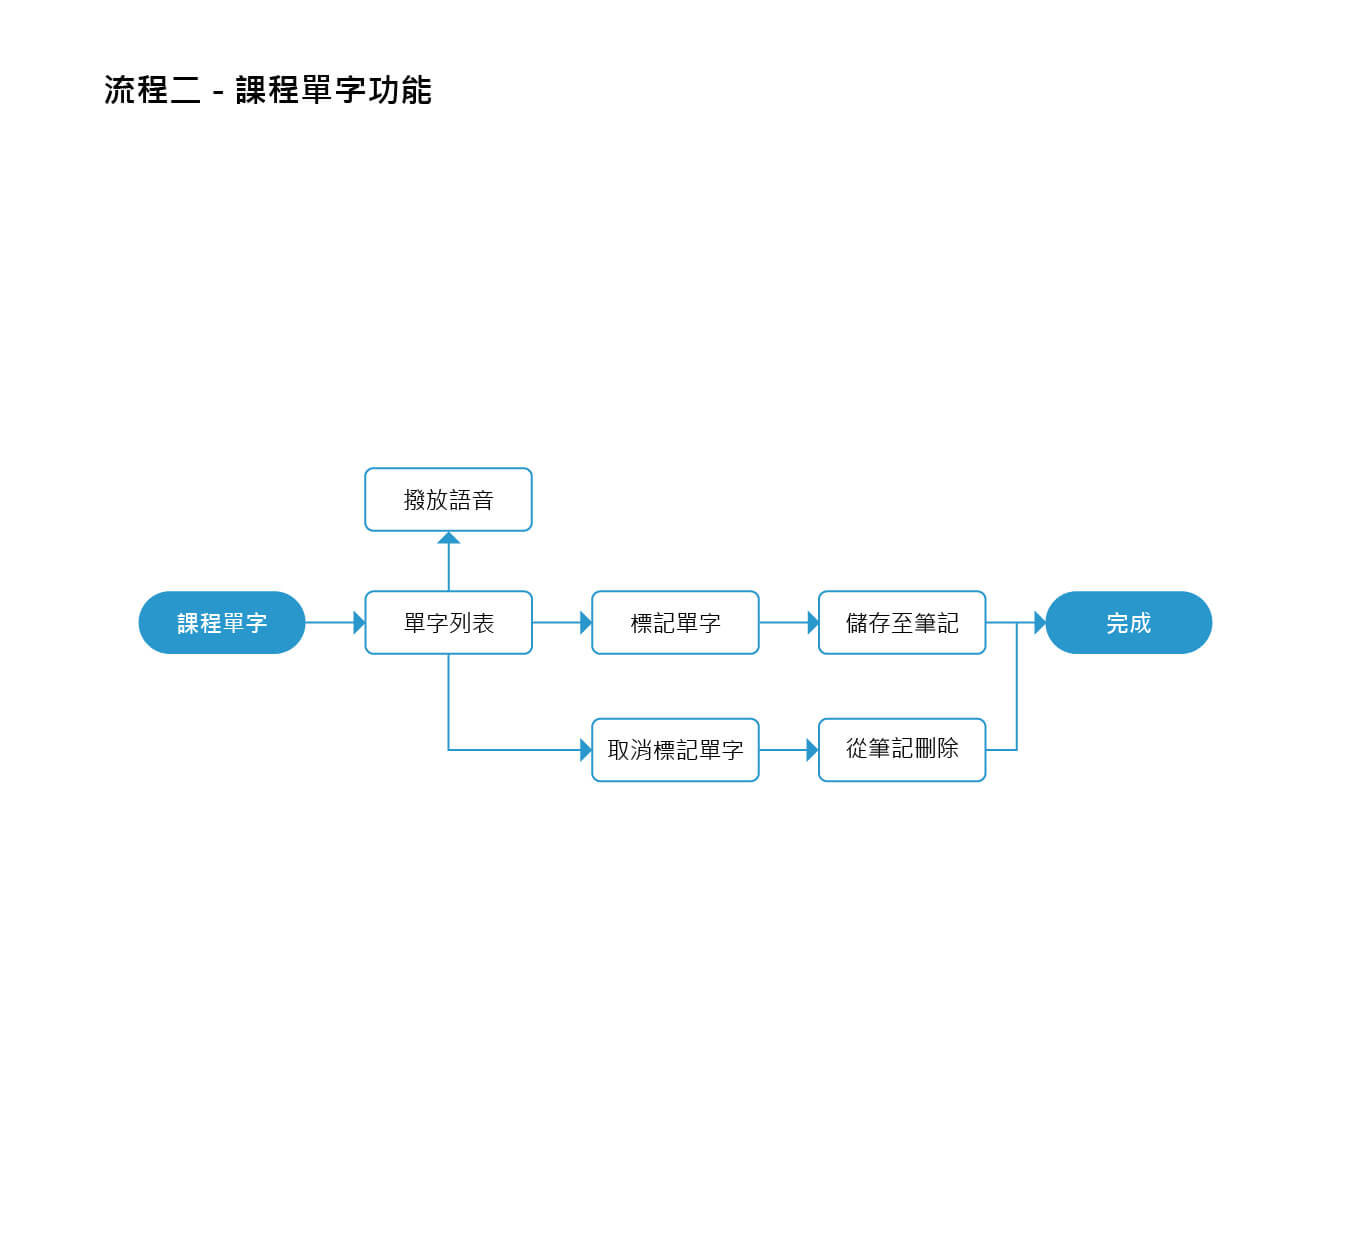 流程二 - 課程單字功能
撥放語音
課程單字
單字列表
標記單字
儲存至筆記
完成
取消標記單字
從筆記刪除